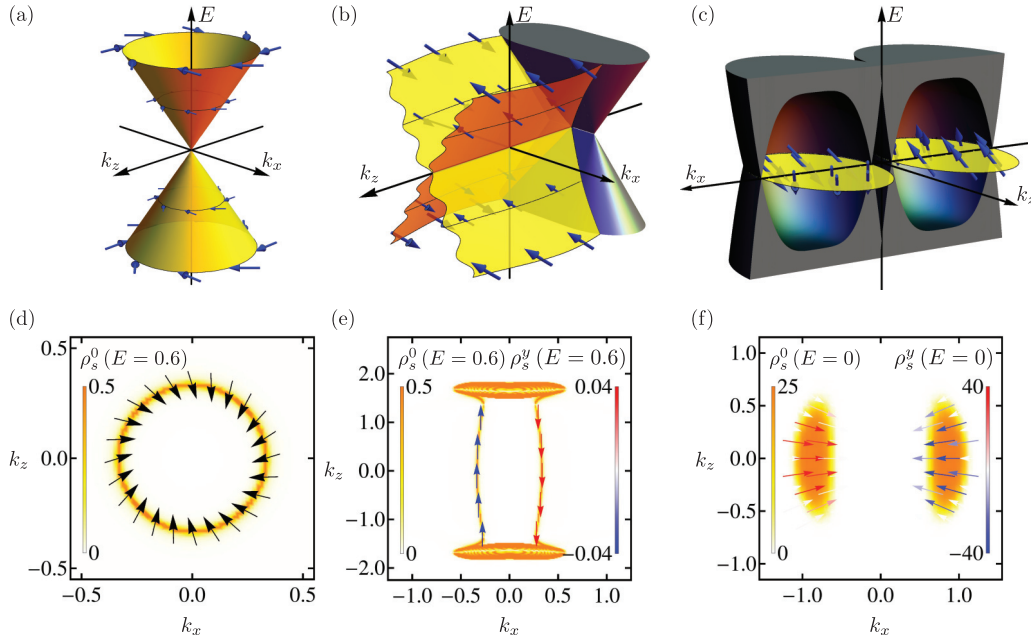 (a)
E
k_z
k_x
(b)
E
k_z
k_x
(c)
E
k_x
k_z
(d)
ρ_s^0 (E = 0.6)
0.5
0
0.5
0.0
−0.5
k_z
−0.5
0.0
0.5
k_x
(e)
ρ_s^0 (E = 0.6) ρ_s^y (E = 0.6)
0.5
0.04
0
−0.04
2.0
1.0
0.0
−1.0
−2.0
k_z
−1.0
−0.5
0.0
0.5
1.0
k_x
(f)
ρ_s^0 (E = 0)
ρ_s^y (E = 0)
25
40
0
−40
1.0
0.5
0.0
−0.5
−1.0
k_z
−1.0
0.0
1.0
k_x